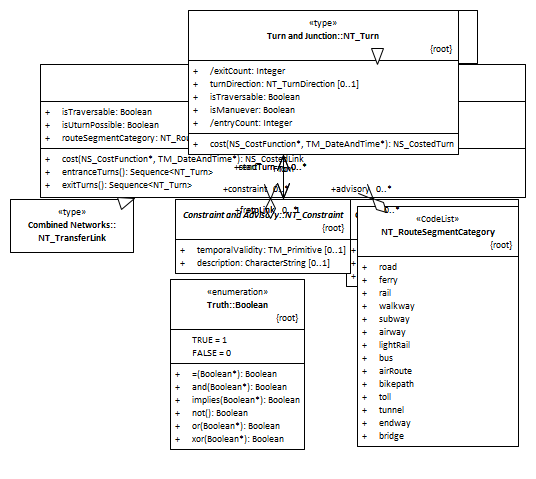 «type»
Turn and Junction::NT_Turn
{root}
+ /exitCount: Integer
+ turnDirection: NT_TurnDirection [0..1]
+ isTraversable: Boolean
+ isManuever: Boolean
+ /entryCount: Integer
+ cost(NS_CostFunction*, TM_DateAndTime*): NS_CostedTurn
+ isTraversable: Boolean
+ isUturnPossible: Boolean
+ routeSegmentCategory: NT_Rou
+ cost(NS_CostFunction*, TM_DateAndTime*): NS_CostedLink
+ entranceTurns(): Sequence<NT_Turn>
+ exitTurns(): Sequence<NT_Turn>
0..*
+constraint 0..*
+advisory 0..*
«type»
Combined Networks::
NT_TransferLink
0..*
Constraint and Advisory::NT_Constraint
{root}
+ temporalValidity: TM_Primitive [0..1]
+ description: CharacterString [0..1]
+
+
+
0..*
«CodeList»
NT_RouteSegmentCategory
{root}
+ road
+ ferry
+ rail
+ walkway
+ subway
+ airway
+ lightRail
+ bus
+ airRoute
+ bikepath
+ toll
+ tunnel
+ endway
+ bridge
«enumeration»
Truth::Boolean
{root}
TRUE = 1
FALSE = 0
+ =(Boolean*): Boolean
+ and(Boolean*): Boolean
+ implies(Boolean*): Boolean
+ not(): Boolean
+ or(Boolean*): Boolean
+ xor(Boolean*): Boolean